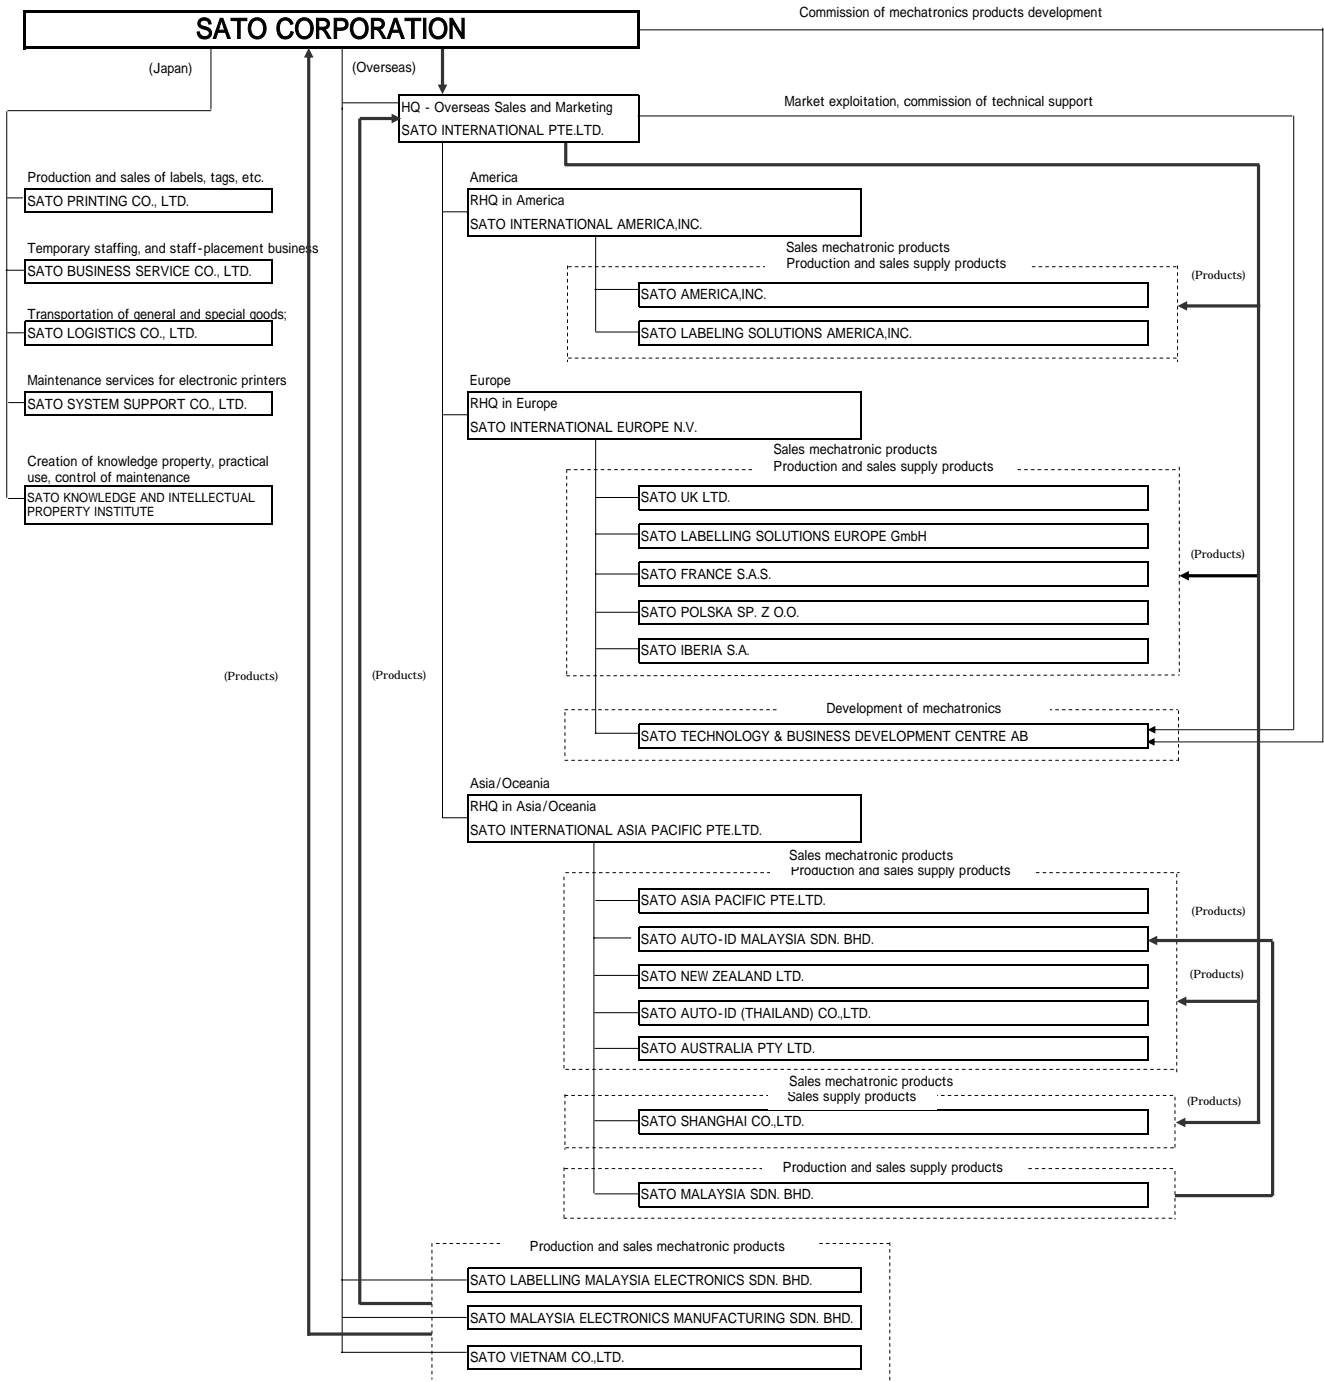 Commission of mechatronics products development
SATO CORPORATION
(Japan)
(Overseas)
HQ - Overseas Sales and Marketing
SATO INTERNATIONAL PTE.LTD.
Market exploitation, commission of technical support
Production and sales of labels, tags, etc.
SATO PRINTING CO., LTD.
Temporary staffing, and staff-placement business
SATO BUSINESS SERVICE CO., LTD.
Transportation of general and special goods;
SATO LOGISTICS CO., LTD.
Maintenance services for electronic printers
SATO SYSTEM SUPPORT CO., LTD.
Creation of knowledge property, practical
use, control of maintenance
SATO KNOWLEDGE AND INTELLECTUAL
PROPERTY INSTITUTE
(Products)
(Products)
America
RHQ in America
SATO INTERNATIONAL AMERICA,INC.
Sales mechatronic products
Production and sales supply products
(Products)
SATO AMERICA,INC.
SATO LABELING SOLUTIONS AMERICA,INC.
Europe
RHQ in Europe
SATO INTERNATIONAL EUROPE N.V.
Sales mechatronic products
Production and sales supply products
SATO UK LTD.
SATO LABELLING SOLUTIONS EUROPE GmbH
(Products)
SATO FRANCE S.A.S.
SATO POLSKA SP. Z O.O.
SATO IBERIA S.A.
Development of mechatronics
SATO TECHNOLOGY & BUSINESS DEVELOPMENT CENTRE AB
Asia/Oceania
RHQ in Asia/Oceania
SATO INTERNATIONAL ASIA PACIFIC PTE.LTD.
Sales mechatronic products
Production and sales supply products
SATO ASIA PACIFIC PTE.LTD.
(Products)
SATO AUTO-ID MALAYSIA SDN. BHD.
SATO NEW ZEALAND LTD.
(Products)
SATO AUTO-ID (THAILAND) CO.,LTD.
SATO AUSTRALIA PTY LTD.
Sales mechatronic products
Sales supply products
(Products)
SATO SHANGHAI CO.,LTD.
Production and sales supply products
SATO MALAYSIA SDN. BHD.
Production and sales mechatronic products
SATO LABELLING MALAYSIA ELECTRONICS SDN. BHD.
SATO MALAYSIA ELECTRONICS MANUFACTURING SDN. BHD.
SATO VIETNAM CO.,LTD.